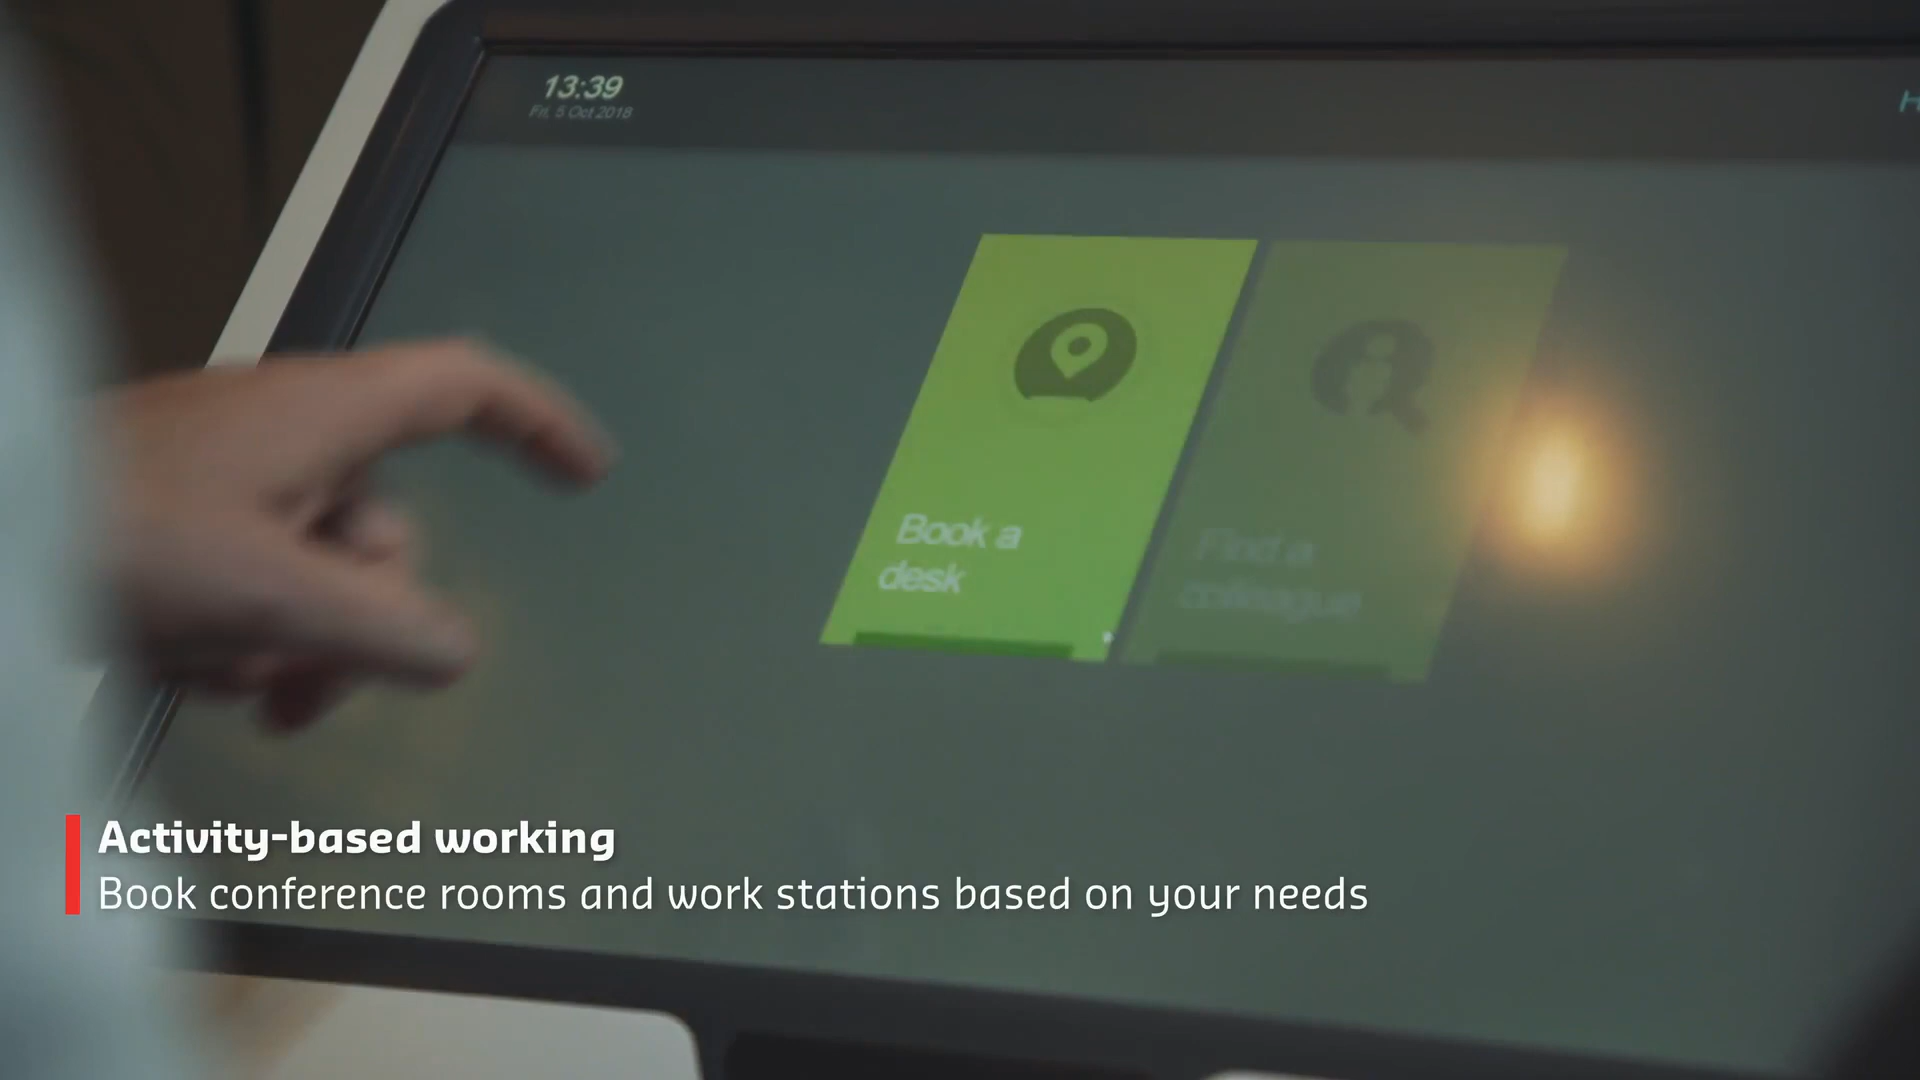 13:39
Fri, 5 Oct 2018
H
Book a
desk
Find a
colleague
Activity-based working
Book conference rooms and work stations based on your needs